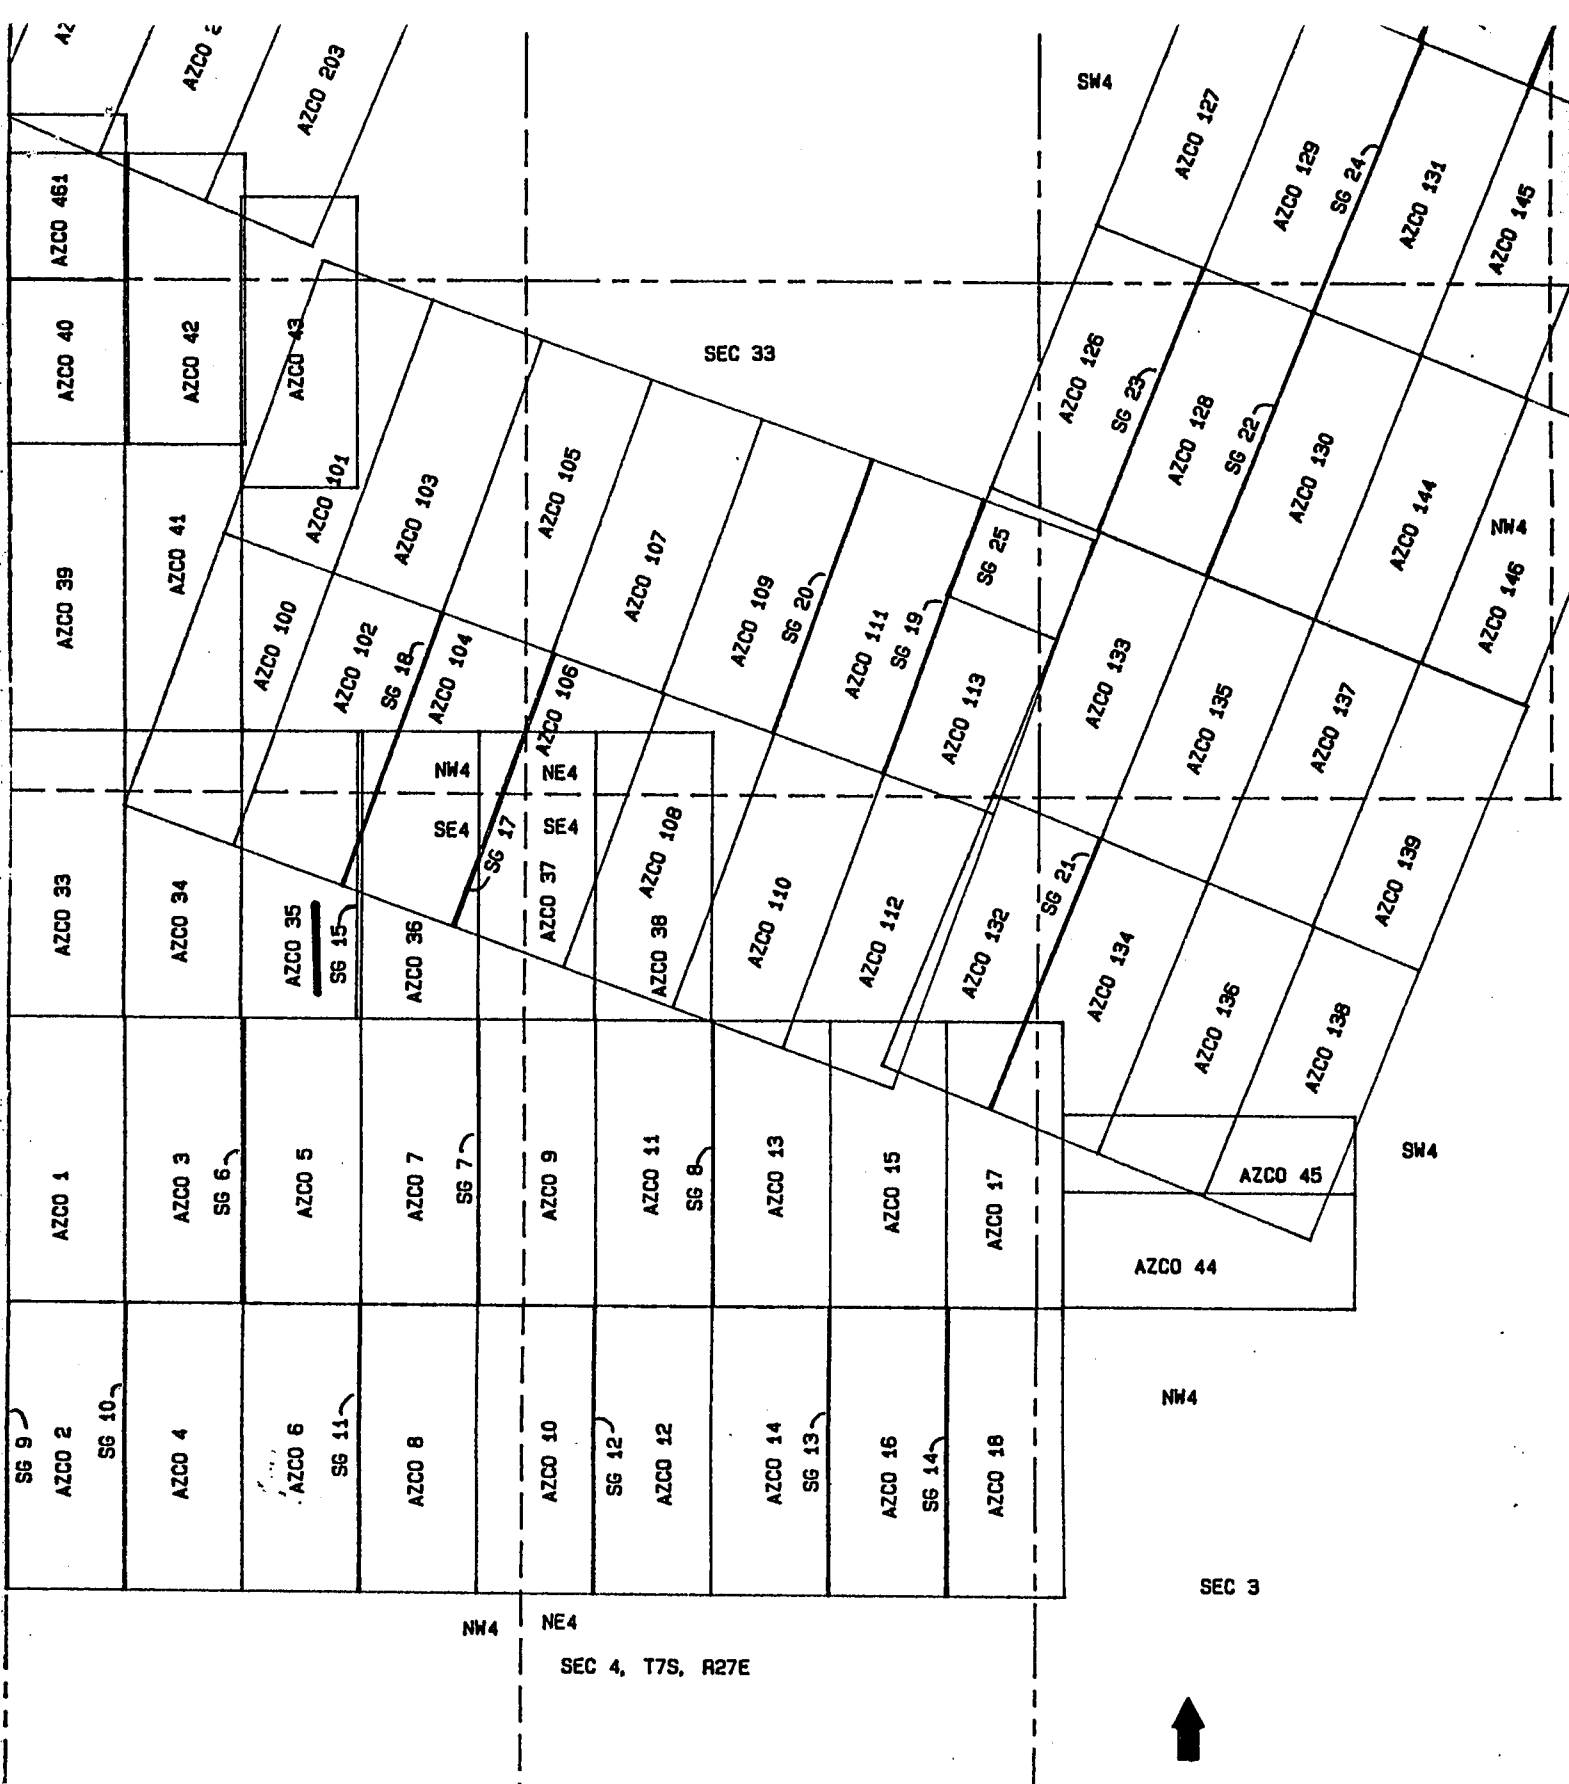 AZ
AZCO 2
AZCO 203
SW4
AZCO 127
AZCO 129
SG 24
AZCO 131
AZCO 145
AZCO 461
AZCO 40
AZCO 42
AZCO 43
SEC 33
AZCO 126
SG 23
AZCO 128
SG 22
AZCO 130
AZCO 144
NW4
AZCO 146
AZCO 39
AZCO 41
AZCO 101
AZCO 103
AZCO 105
AZCO 107
AZCO 109
SG 20
AZCO 111
SG 19
SG 25
AZCO 100
AZCO 102
SG 18
AZCO 104
AZCO 106
AZCO 113
AZCO 133
AZCO 135
AZCO 137
NW4
NE4
SE4
SE4
SG 17
AZCO 108
AZCO 33
AZCO 34
AZCO 35
SG 15
AZCO 36
AZCO 37
AZCO 38
AZCO 110
AZCO 112
AZCO 132
SG 21
AZCO 134
AZCO 136
AZCO 138
AZCO 139
AZCO 1
AZCO 3
SG 6
AZCO 5
AZCO 7
SG 7
AZCO 9
AZCO 11
SG 8
AZCO 13
AZCO 15
AZCO 17
AZCO 45
SW4
AZCO 44
SG 9
AZCO 2
SG 10
AZCO 4
AZCO 6
SG 11
AZCO 8
AZCO 10
SG 12
AZCO 12
AZCO 14
SG 13
AZCO 16
SG 14
AZCO 18
NW4
SEC 3
NW4
NE4
SEC 4, T7S, R27E